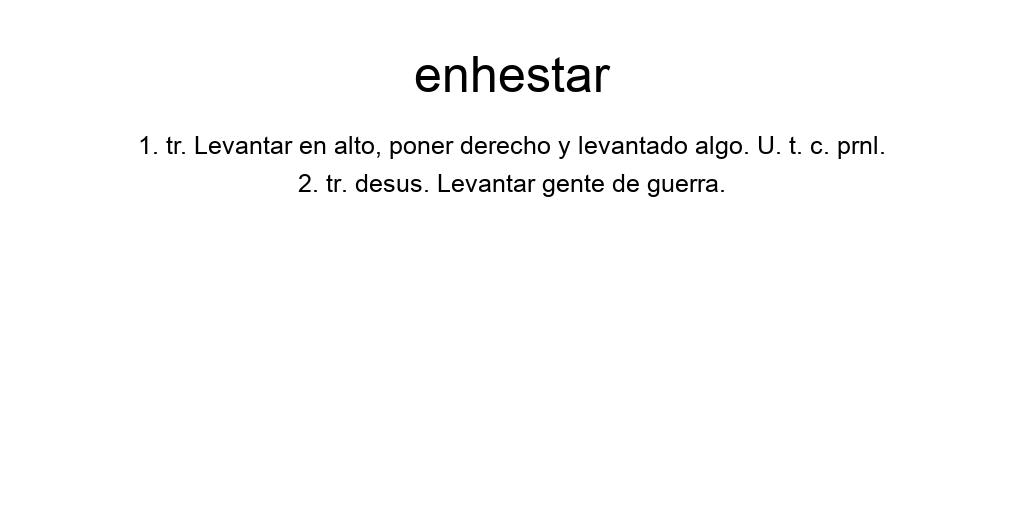 enhestar
1. tr. Levantar en alto, poner derecho y levantado algo. U. t. c. prnl.
2. tr. desus. Levantar gente de guerra.